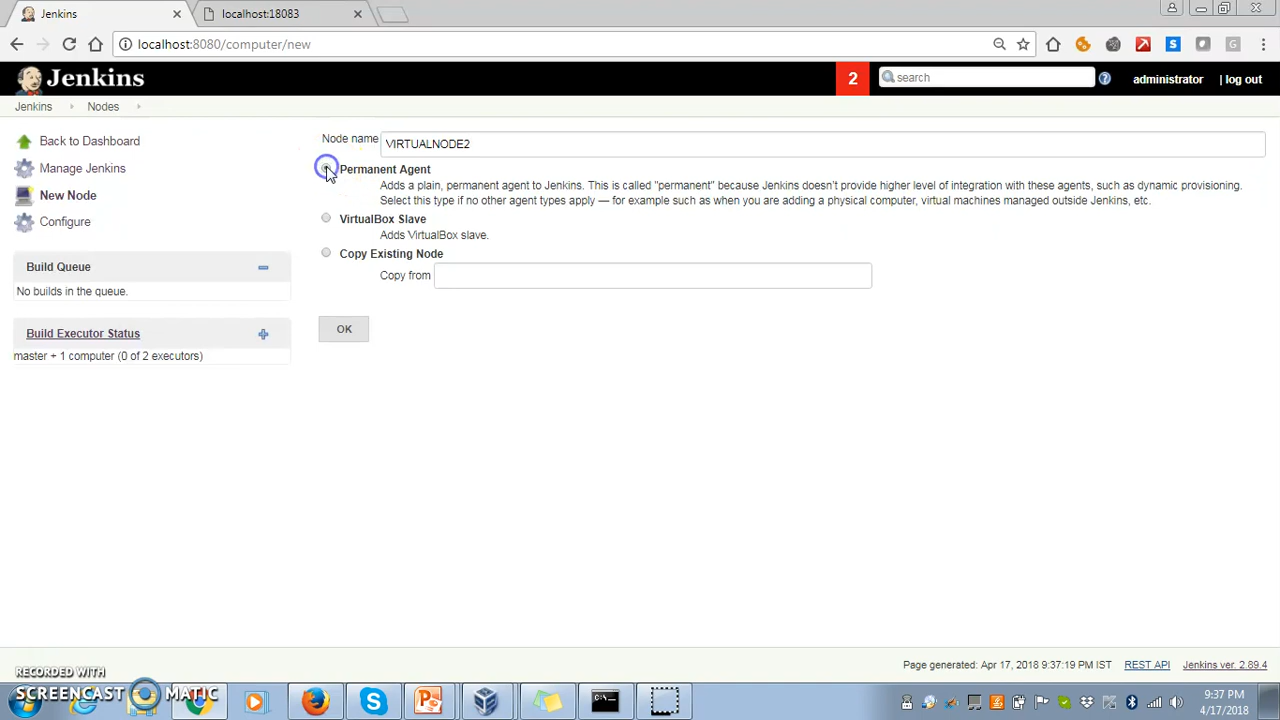 Jenkins
localhost:18083
localhost:8080/computer/new
Jenkins
2
search
administrator
| log out
Jenkins
Nodes
Back to Dashboard
Manage Jenkins
New Node
Configure
Build Queue
No builds in the queue.
Build Executor Status
master + 1 computer (0 of 2 executors)
Node name
VIRTUALNODE2
Permanent Agent
Adds a plain, permanent agent to Jenkins. This is called "permanent" because Jenkins doesn't provide higher level of integration with these agents, such as dynamic provisioning.
Select this type if no other agent types apply — for example such as when you are adding a physical computer, virtual machines managed outside Jenkins, etc.
VirtualBox Slave
Adds VirtualBox slave.
Copy Existing Node
Copy from
OK
Page generated: Apr 17, 2018 9:37:19 PM IST
REST API
Jenkins ver. 2.89.4
RECORDED WITH
SCREENCAST MATIC
9:37 PM
4/17/2018